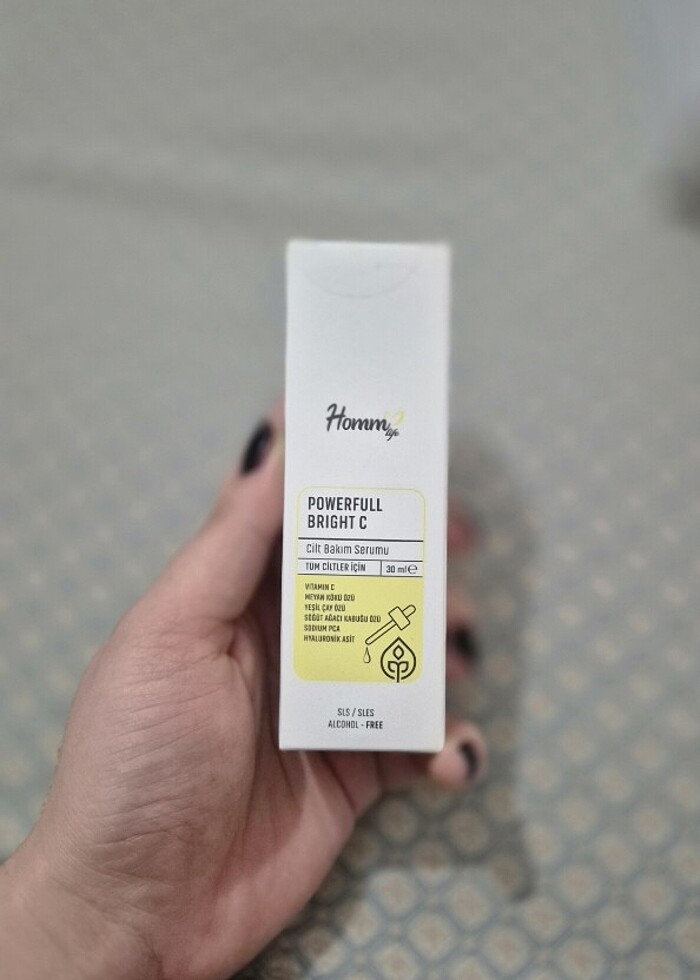 Homm
life
POWERFULL
BRIGHT C
Cilt Bakım Serumu
TÜM CİLTLER İÇİN
30 ml℮
VITAMIN C
MEYAN KÖKÜ ÖZÜ
YEŞİL ÇAY ÖZÜ
SÖĞÜT AĞACI KABUĞU ÖZÜ
SODIUM PCA
HYALURONİK ASİT
SLS / SLES
ALCOHOL - FREE